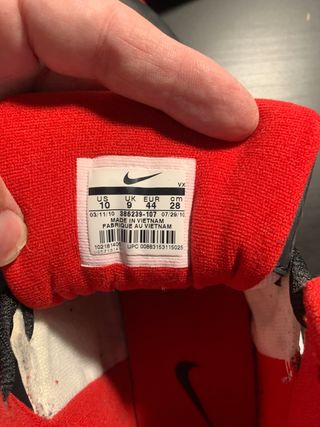 VX
US UK EUR cm
10 9 44 28
03/11/10 386239-107 07/29/10
MADE IN VIETNAM
FABRIQUE AU VIETNAM
UPC 00883153115025